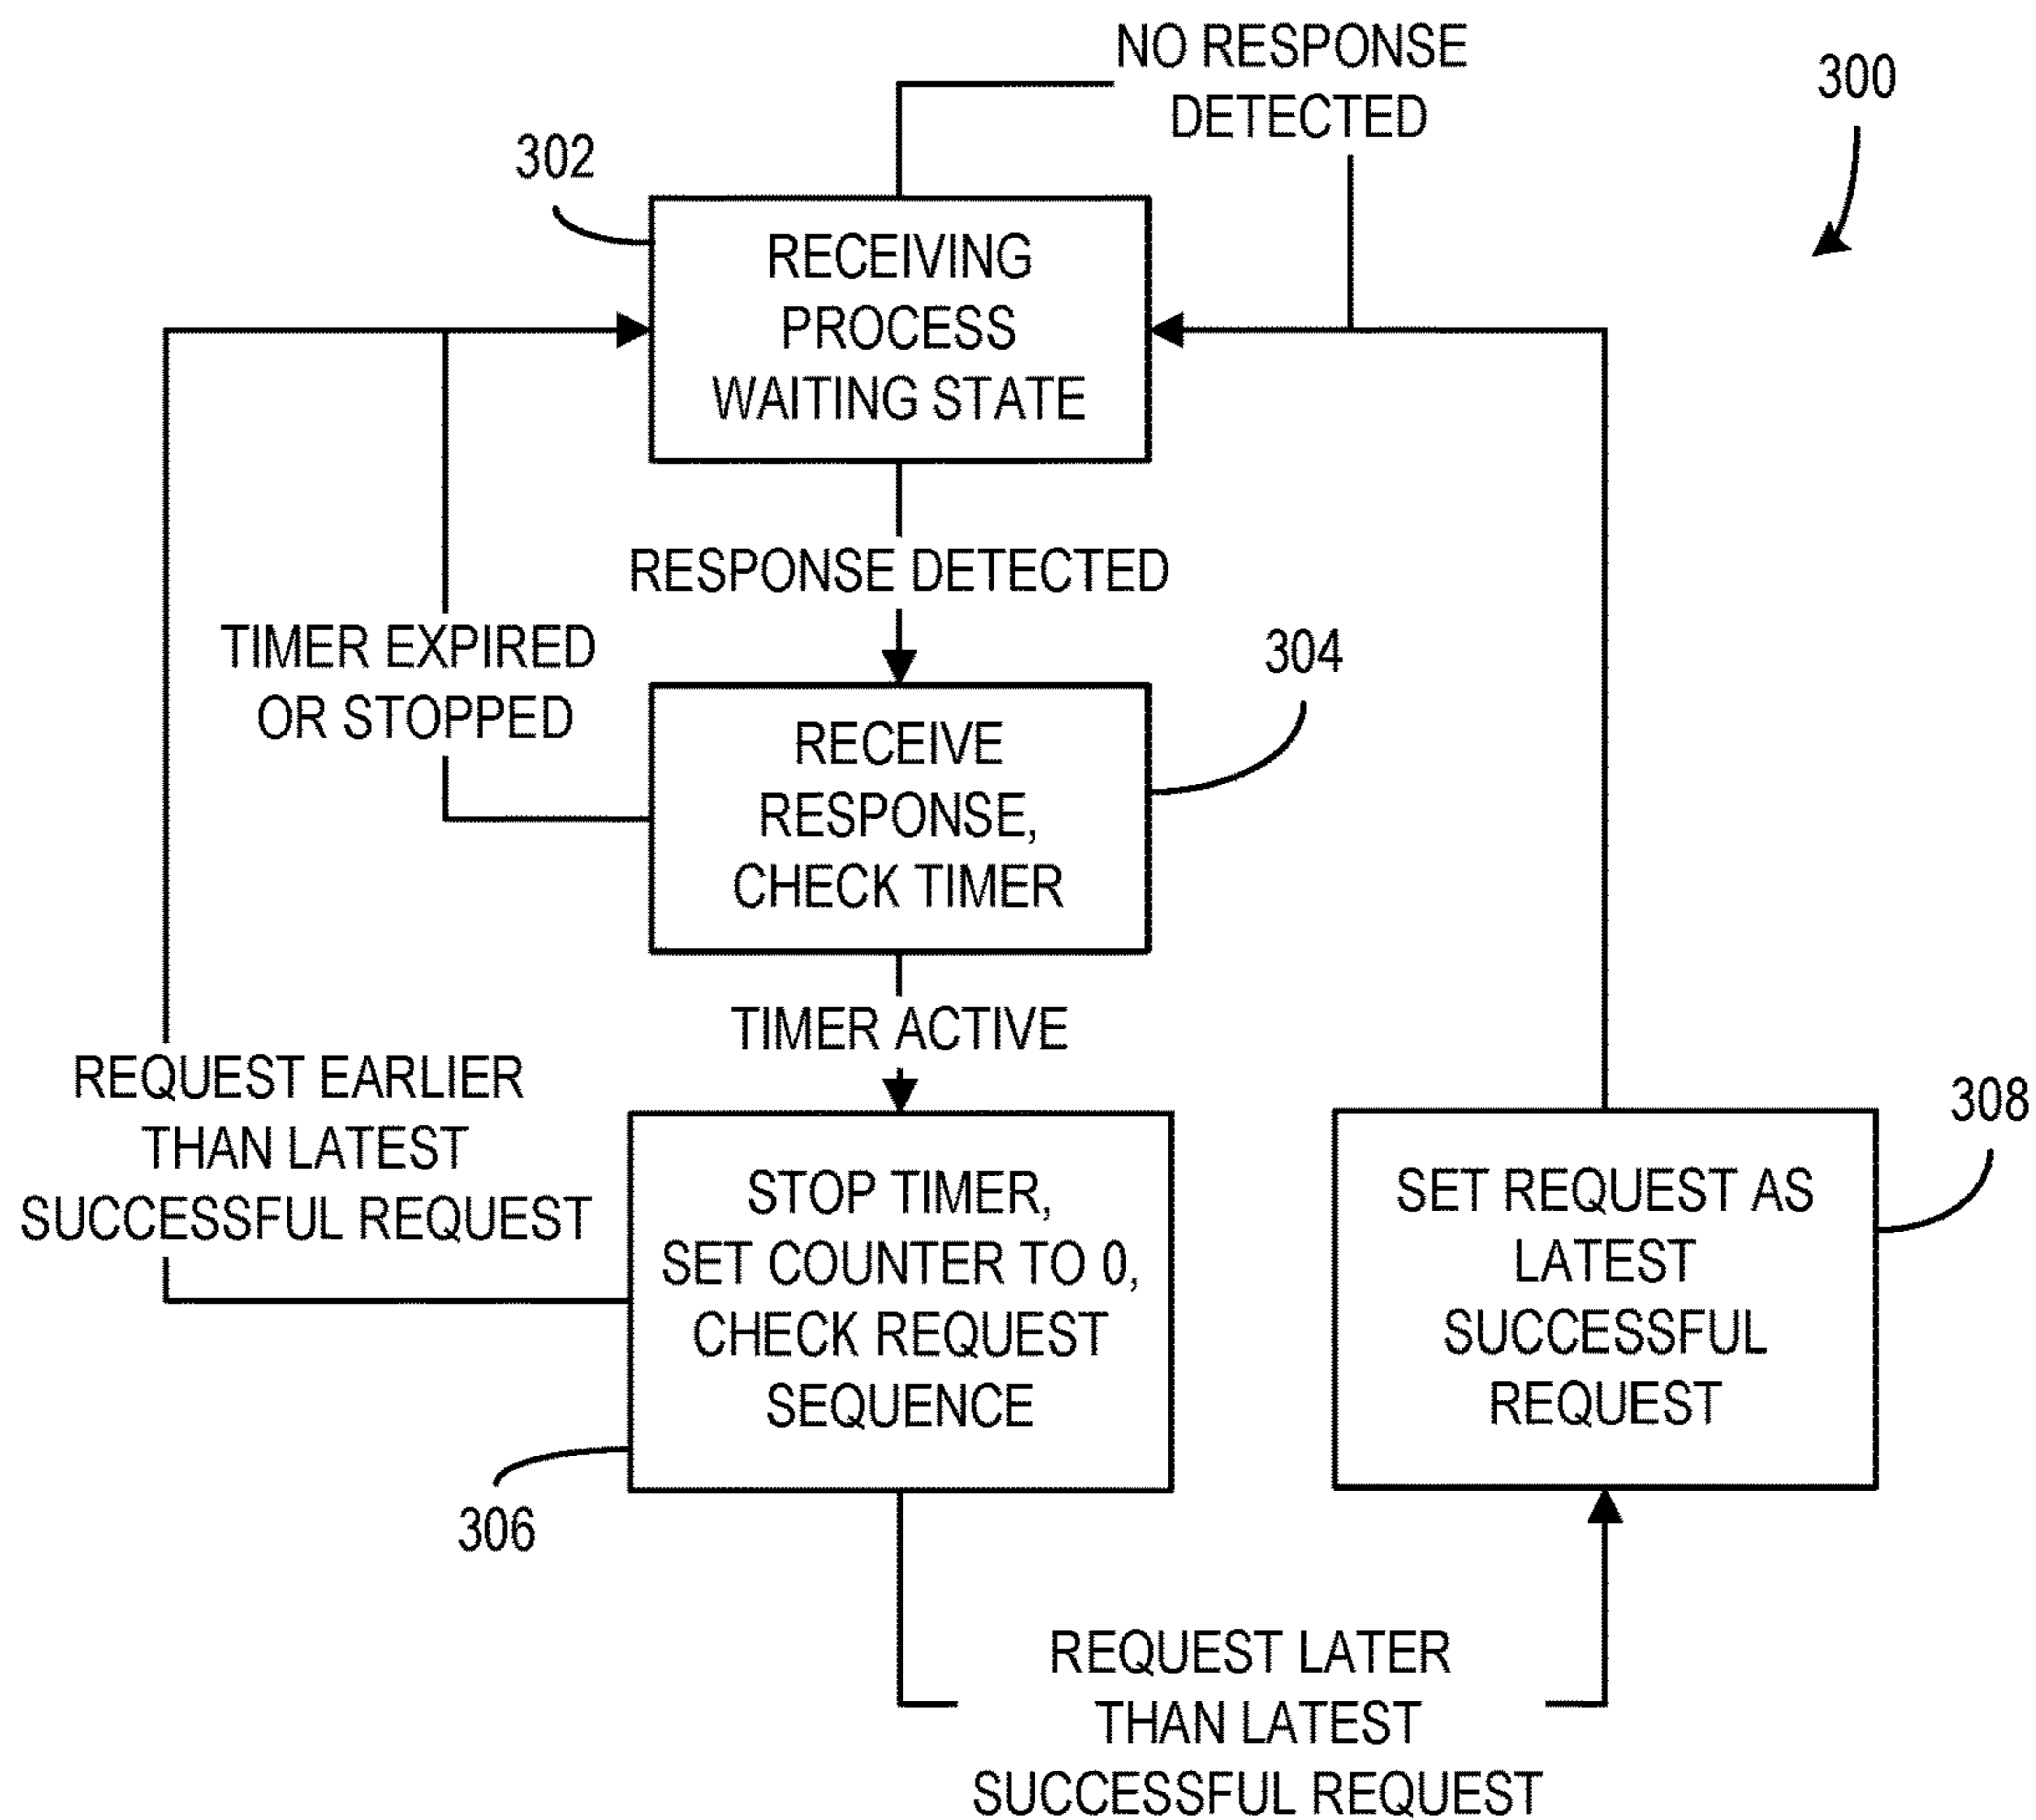 NO RESPONSE
DETECTED
300
302
RECEIVING
PROCESS
WAITING STATE
RESPONSE DETECTED
TIMER EXPIRED
OR STOPPED
304
RECEIVE
RESPONSE,
CHECK TIMER
TIMER ACTIVE
REQUEST EARLIER
THAN LATEST
SUCCESSFUL REQUEST
308
STOP TIMER,
SET COUNTER TO 0,
CHECK REQUEST
SEQUENCE
SET REQUEST AS
LATEST
SUCCESSFUL
REQUEST
306
REQUEST LATER
THAN LATEST
SUCCESSFUL REQUEST